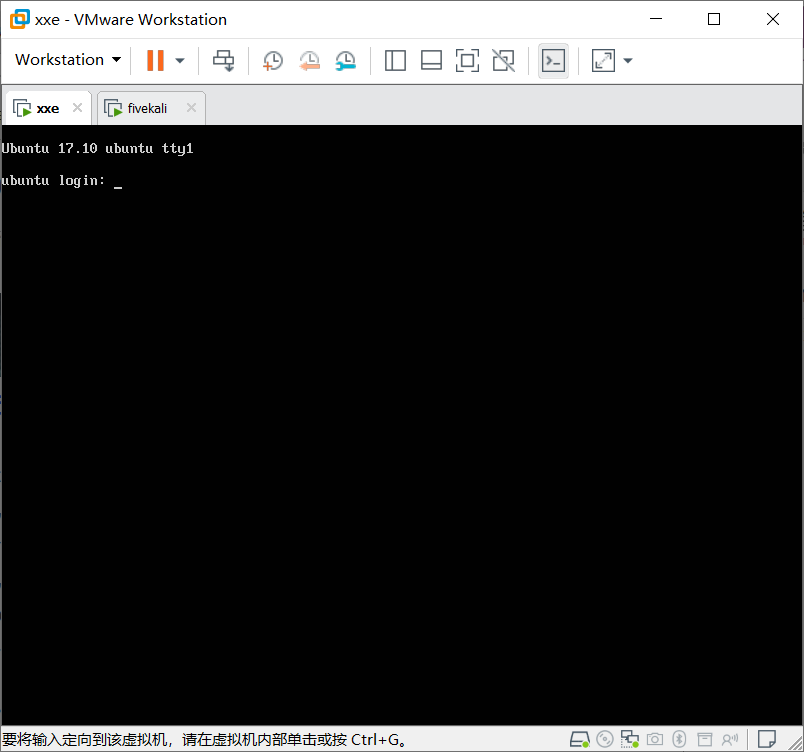 xxe - VMware Workstation
Workstation
xxe
fivekali
Ubuntu 17.10 ubuntu tty1
ubuntu login: _
要将输入定向到该虚拟机，请在虚拟机内部单击或按 Ctrl+G。